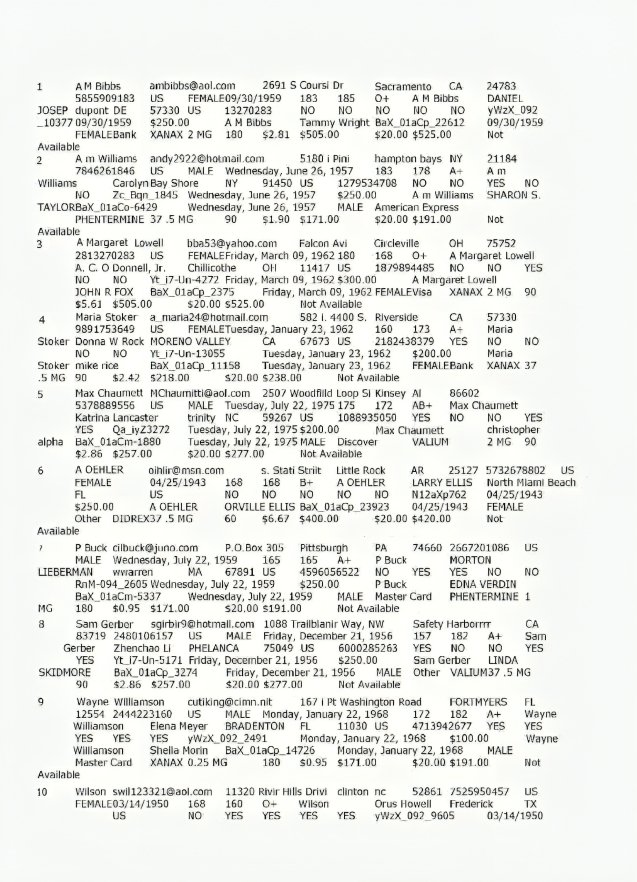 1 A M Bibbs ambibbs@aol.com 2691 S Coursi Dr Sacramento CA 24783
5855909183 US FEMALE09/30/1959 183 185 O+ A M Bibbs DANIEL
JOSEP dupont DE 57330 US 13270283 NO NO NO NO NO yWzX_092
_10377 09/30/1959 $250.00 A M Bibbs Tammy Wright BaX_01aCp_22612 09/30/1959
FEMALEBank XANAX 2 MG 180 $2.81 $505.00 $20.00 $525.00 Not
Available
2 A m Williams andy2922@hotmail.com 5180 i Pini hampton bays NY 21184
7846261846 US MALE Wednesday, June 26, 1957 183 178 A+ A m
Williams Carolyn Bay Shore NY 91450 US 1279534708 NO NO YES NO
NO Zc_Bqn_1845 Wednesday, June 26, 1957 $250.00 A m Williams SHARON S.
TAYLORBaX_01aCo-6429 Wednesday, June 26, 1957 MALE American Express
PHENTERMINE 37 .5 MG 90 $1.90 $171.00 $20.00 $191.00 Not
Available
3 A Margaret Lowell bba53@yahoo.com Falcon Avi Circleville OH 75752
2813270283 US FEMALEFriday, March 09, 1962 180 168 O+ A Margaret Lowell
A. C. O Donnell, Jr. Chillicothe OH 11417 US 1879894485 NO NO YES
NO NO Yt_i7-Un-4272 Friday, March 09, 1962 $300.00 A Margaret Lowell
JOHN R FOX BaX_01aCp_2375 Friday, March 09, 1962 FEMALEVisa XANAX 2 MG 90
$5.61 $505.00 $20.00 $525.00 Not Available
4 Maria Stoker a_maria24@hotmail.com 582 i. 4400 S. Riverside CA 57330
9891753649 US FEMALETuesday, January 23, 1962 160 173 A+ Maria
Stoker Donna W Rock MORENO VALLEY CA 67673 US 2182438379 YES NO NO
NO NO Yt_i7-Un-13055 Tuesday, January 23, 1962 $200.00 Maria
Stoker mike rice BaX_01aCp_11158 Tuesday, January 23, 1962 FEMALEBank XANAX 37
.5 MG 90 $2.42 $218.00 $20.00 $238.00 Not Available
5 Max Chaumett MChaumitti@aol.com 2507 Woodfiild Loop Si Kinsey Al 86602
5378889556 US MALE Tuesday, July 22, 1975 175 172 AB+ Max Chaumett
Katrina Lancaster trinity NC 59267 US 1088935050 YES NO NO YES
YES Qa_iyZ3272 Tuesday, July 22, 1975 $200.00 Max Chaumett christopher
alpha BaX_01aCm-1880 Tuesday, July 22, 1975 MALE Discover VALIUM 2 MG 90
$2.86 $257.00 $20.00 $277.00 Not Available
6 A OEHLER oihlir@msn.com s. Stati Striit Little Rock AR 25127 5732678802 US
FEMALE 04/25/1943 168 168 B+ A OEHLER LARRY ELLIS North Miami Beach
FL US NO NO NO NO NO N12aXp762 04/25/1943
$250.00 A OEHLER ORVILLE ELLIS BaX_01aCp_23923 04/25/1943 FEMALE
Other DIDREX37 .5 MG 60 $6.67 $400.00 $20.00 $420.00 Not
Available
7 P Buck cilbuck@juno.com P.O.Box 305 Pittsburgh PA 74660 2667201086 US
MALE Wednesday, July 22, 1959 165 165 A+ P Buck MORTON
LIEBERMAN wwarren MA 67891 US 4596056522 NO YES YES NO NO
RnM-094_2605 Wednesday, July 22, 1959 $250.00 P Buck EDNA VERDIN
BaX_01aCm-5337 Wednesday, July 22, 1959 MALE Master Card PHENTERMINE 1
MG 180 $0.95 $171.00 $20.00 $191.00 Not Available
8 Sam Gerber sgirbir9@hotmail.com 1088 Trailblanir Way, NW Safety Harborrrr CA
83719 2480106157 US MALE Friday, December 21, 1956 157 182 A+ Sam
Gerber Zhenchao Li PHELANCA 75049 US 6000285263 YES NO NO YES
YES Yt_i7-Un-5171 Friday, December 21, 1956 $250.00 Sam Gerber LINDA
SKIDMORE BaX_01aCp_3274 Friday, December 21, 1956 MALE Other VALIUM37 .5 MG
90 $2.86 $257.00 $20.00 $277.00 Not Available
9 Wayne Williamson cutiking@cimn.nit 167 i Pt Washington Road FORTMYERS FL
12554 2444223160 US MALE Monday, January 22, 1968 172 182 A+ Wayne
Williamson Elena Meyer BRADENTON FL 11030 US 4713942677 YES YES
YES YES YES yWzX_092_2491 Monday, January 22, 1968 $100.00 Wayne
Williamson Sheila Morin BaX_01aCp_14726 Monday, January 22, 1968 MALE
Master Card XANAX 0.25 MG 180 $0.95 $171.00 $20.00 $191.00 Not
Available
10 Wilson swil123321@aol.com 11320 Rivir Hills Drivi clinton nc 52861 7525950457 US
FEMALE03/14/1950 168 160 O+ Wilson Orus Howell Frederick TX
US NO YES YES YES YES yWzX_092_9605 03/14/1950